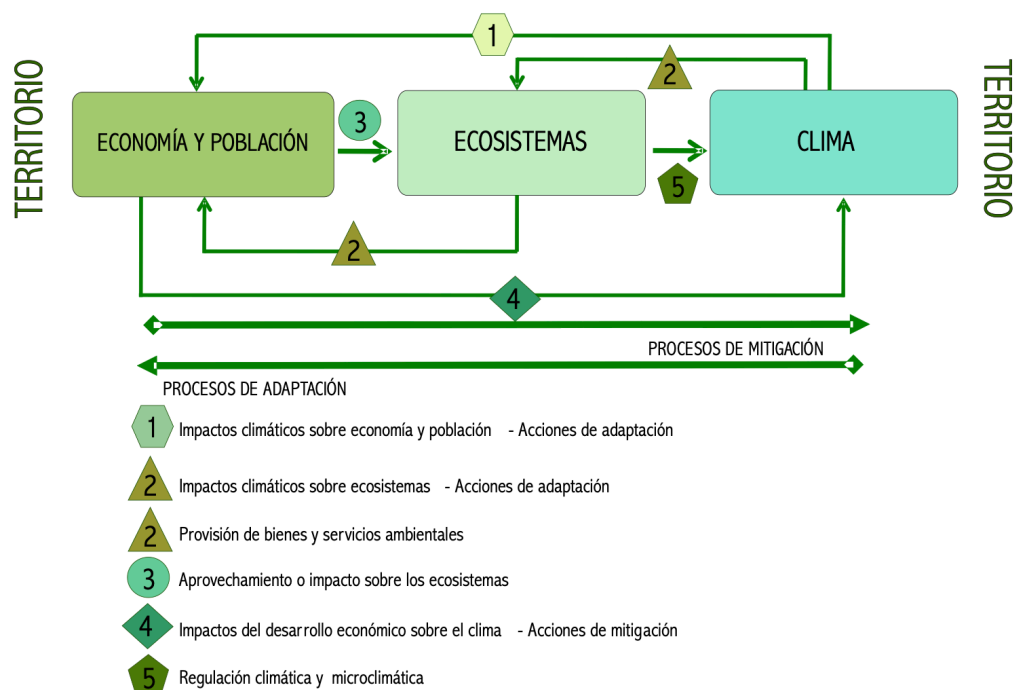 1
2
TERRITORIO
ECONOMÍA Y POBLACIÓN
3
ECOSISTEMAS
5
CLIMA
TERRITORIO
2
4
PROCESOS DE MITIGACIÓN
PROCESOS DE ADAPTACIÓN
1 Impactos climáticos sobre economía y población - Acciones de adaptación
2 Impactos climáticos sobre ecosistemas - Acciones de adaptación
2 Provisión de bienes y servicios ambientales
3 Aprovechamiento o impacto sobre los ecosistemas
4 Impactos del desarrollo económico sobre el clima - Acciones de mitigación
5 Regulación climática y microclimática